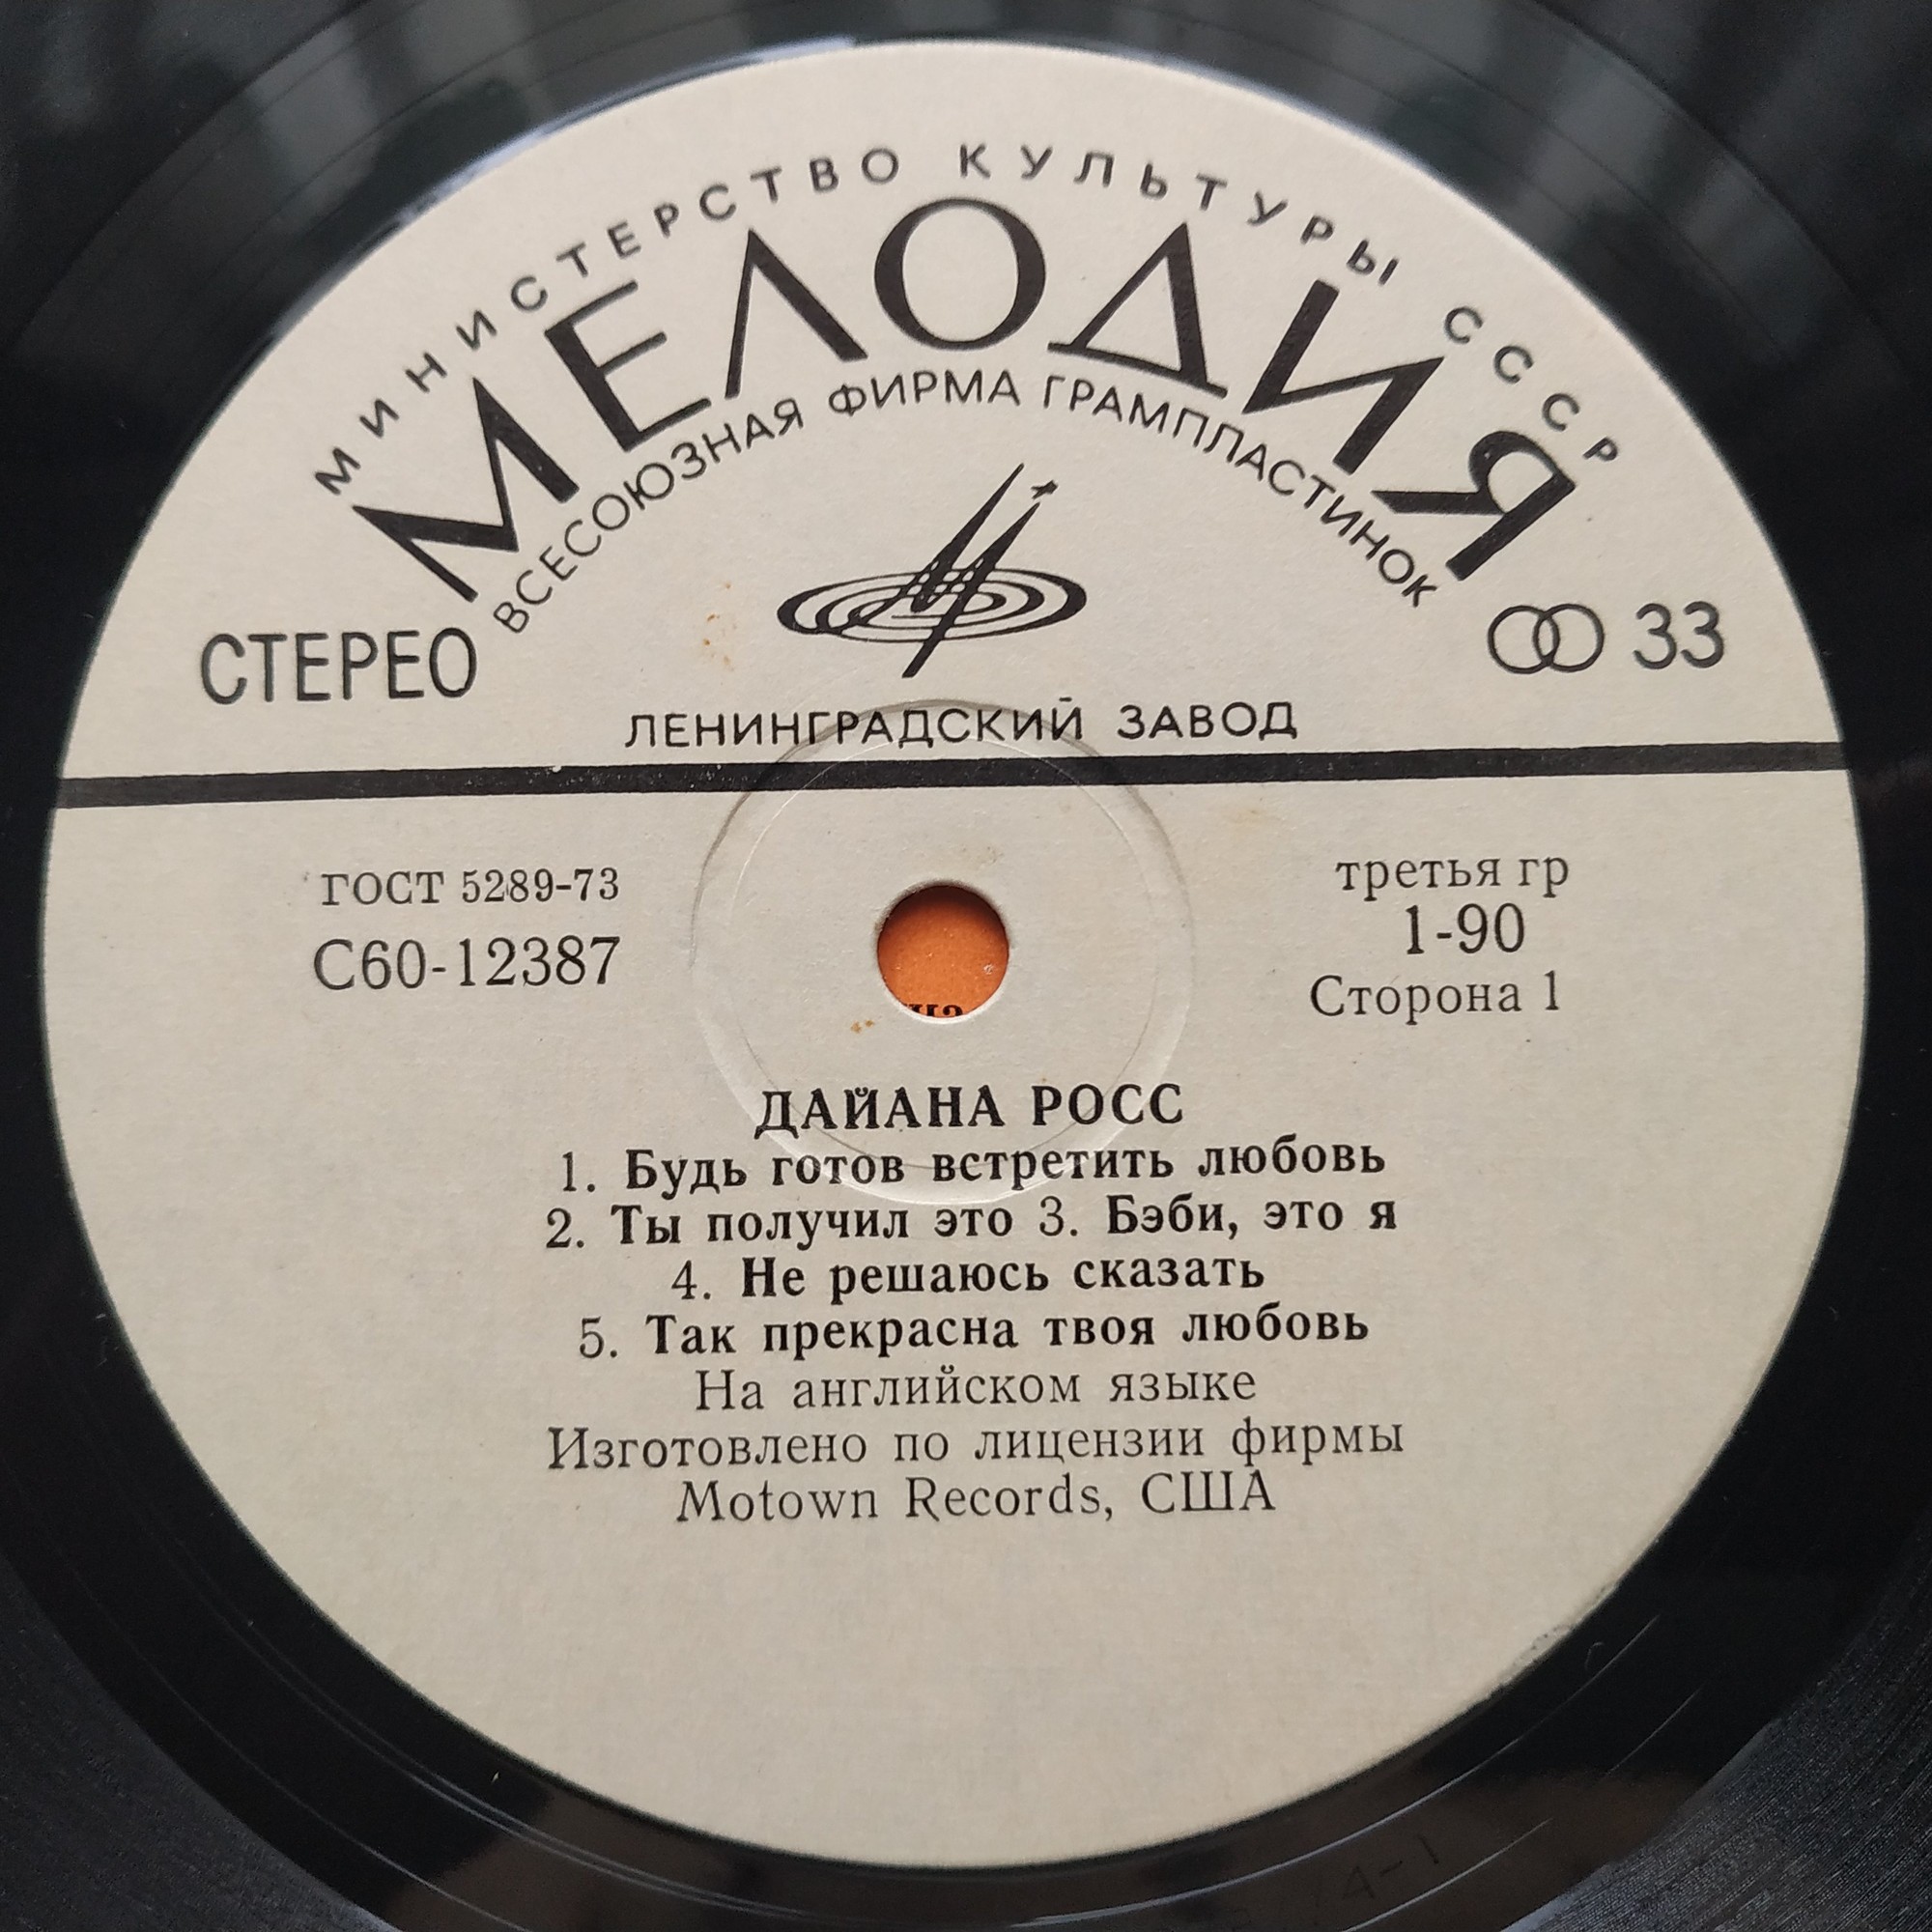 МИНИСТЕРСТВО КУЛЬТУРЫ СССР
МЕЛОДИЯ
ВСЕСОЮЗНАЯ ФИРМА ГРАМПЛАСТИНОК
СТЕРЕО
33
ЛЕНИНГРАДСКИЙ ЗАВОД
ГОСТ 5289-73
С60-12387
третья гр
1-90
Сторона 1
ДАЙАНА РОСС
1. Будь готов встретить любовь
2. Ты получил это 3. Бэби, это я
4. Не решаюсь сказать
5. Так прекрасна твоя любовь
На английском языке
Изготовлено по лицензии фирмы
Motown Records, США